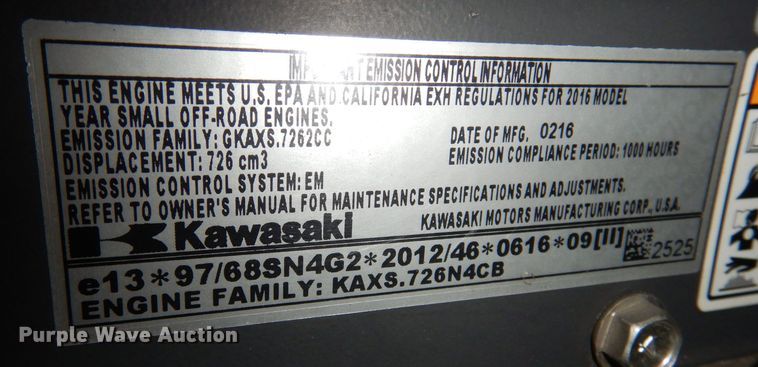 IMPORTANT EMISSION CONTROL INFORMATION
THIS ENGINE MEETS U.S. EPA AND CALIFORNIA EXH REGULATIONS FOR 2016 MODEL
YEAR SMALL OFF-ROAD ENGINES.
EMISSION FAMILY: GKAXS.7262CC DATE OF MFG. 0216
DISPLACEMENT: 726 cm3 EMISSION COMPLIANCE PERIOD: 1000 HOURS
EMISSION CONTROL SYSTEM: EM
REFER TO OWNER'S MANUAL FOR MAINTENANCE SPECIFICATIONS AND ADJUSTMENTS.
Kawasaki KAWASAKI MOTORS MANUFACTURING CORP., U.S.A.
e13*97/68SN4G2*2012/46*0616*09[II] 2525
ENGINE FAMILY: KAXS.726N4CB
Purple Wave Auction